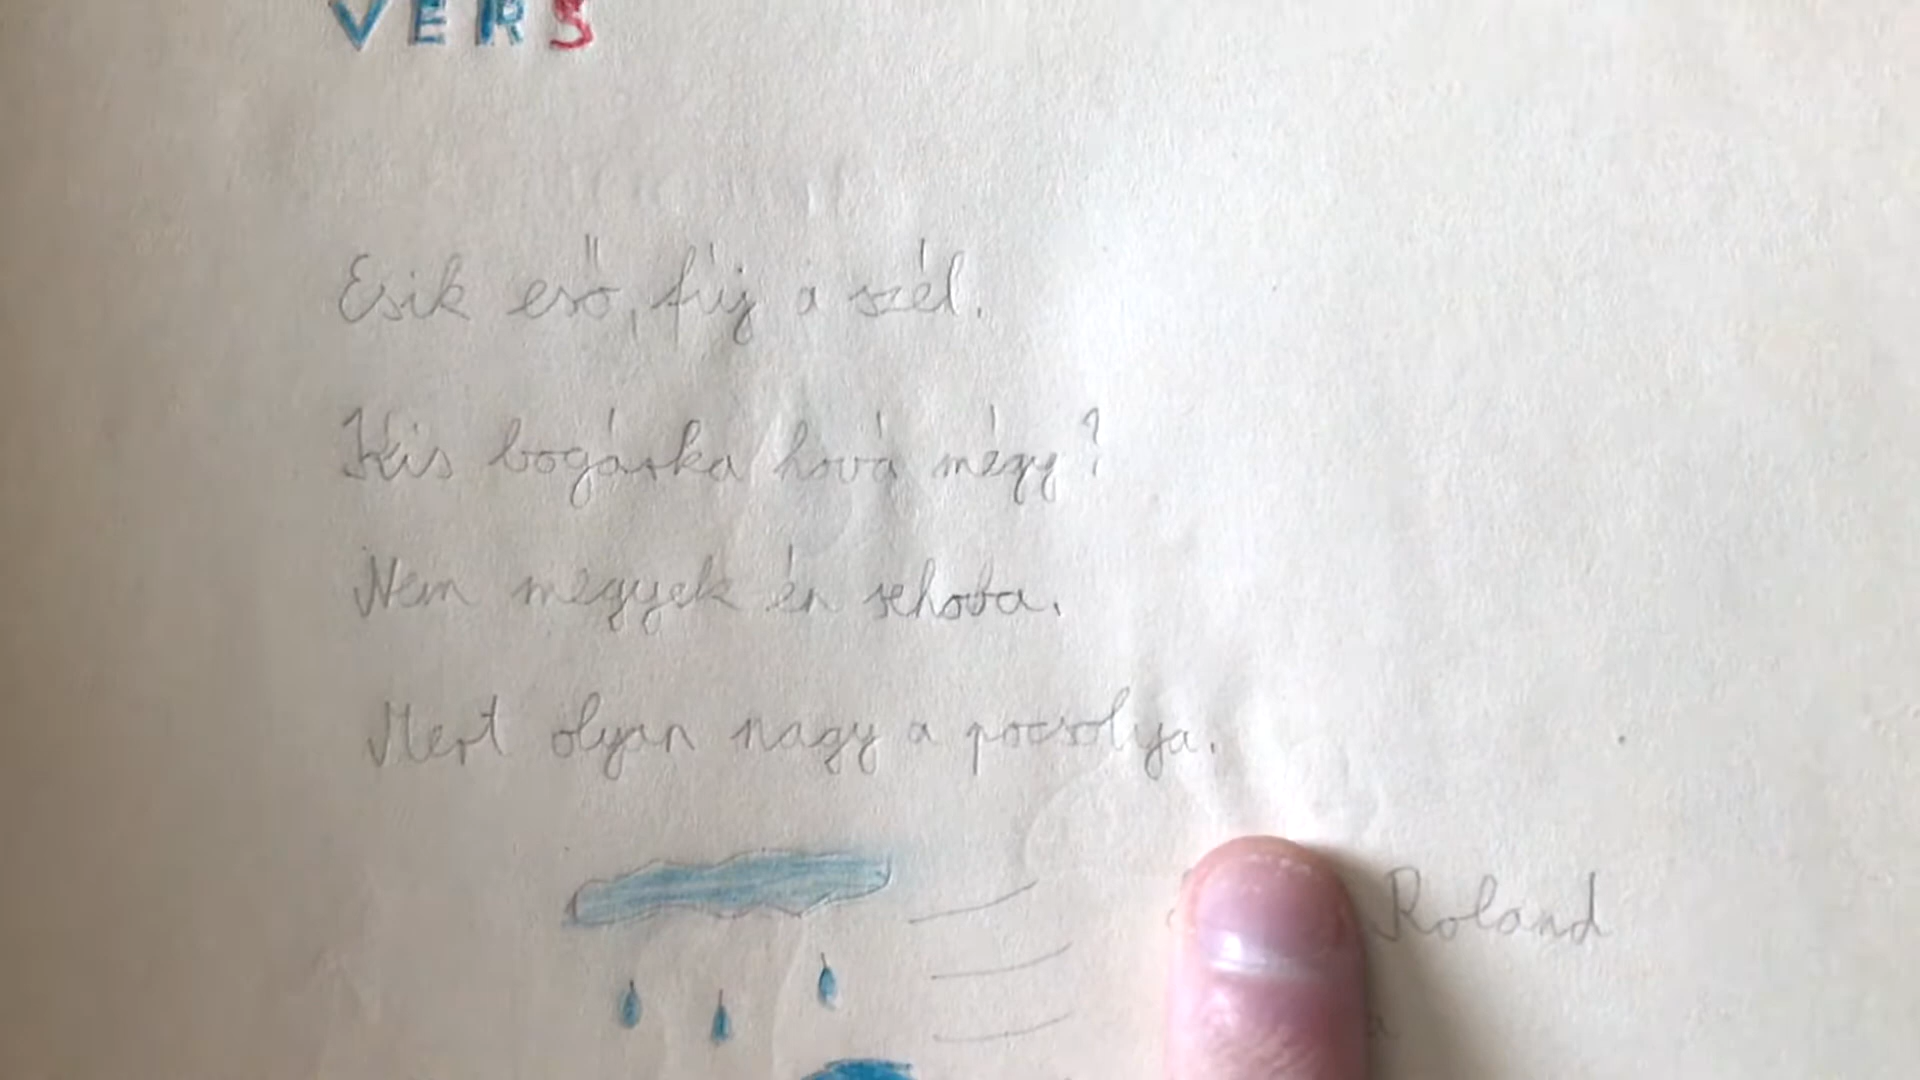 VERS
Esik eső, fúj a szél.
Kis bogárka hová mégy?
Nem megyek én sehova.
Mert olyan nagy a pocsolya.
Roland